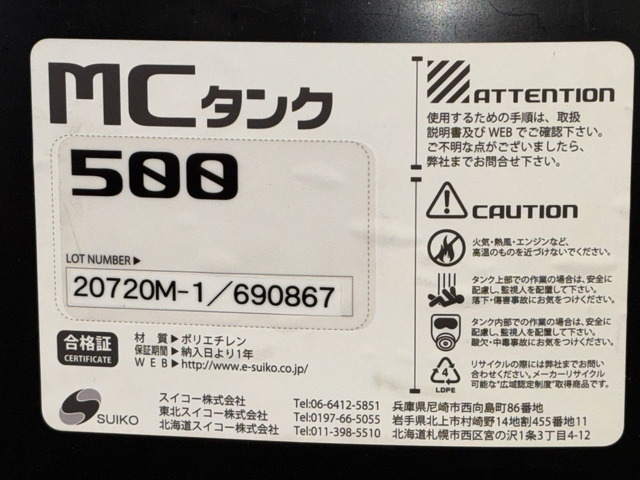 MCタンク
500
LOT NUMBER▶
20720M-1/690867
合格証
CERTIFICATE
材質▶ポリエチレン
保証期間▶納入日より1年
WEB▶http://www.e-suiko.co.jp/
ATTENTION
使用するための手順は、取扱
説明書及びWEBでご確認下さい。
ご不明な点がございましたら、
弊社までお問合せ下さい。
CAUTION
火気・熱風・エンジンなど、
高温のものを近づけないでください。
タンク上部での作業の場合は、安全に
配慮し、監視人を配置して下さい。
落下・傷害事故にお気をつけください。
タンク内部での作業の場合は、安全に
配慮し、監視人を配置して下さい。
酸欠・中毒事故にお気をつけください。
4
LDPE
リサイクルの際には弊社までお問い
合わせください。メーカーリサイクル
可能な"広域認定制度"取得商品です。
SUIKO
スイコー株式会社 Tel:06-6412-5851 兵庫県尼崎市西向島町86番地
東北スイコー株式会社 Tel:0197-66-5055 岩手県北上市村崎野14地割455番地11
北海道スイコー株式会社 Tel:011-398-5510 北海道札幌市西区宮の沢1条3丁目4-12